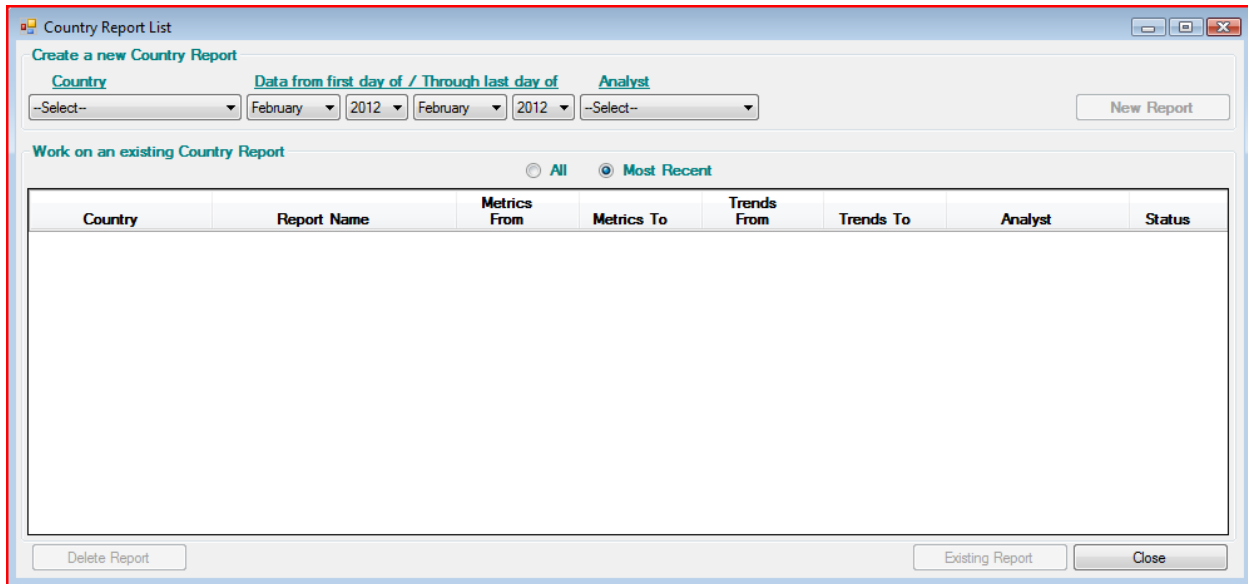 Country Report List
Create a new Country Report
Country Data from first day of / Through last day of Analyst
--Select-- February 2012 February 2012 --Select-- New Report
Work on an existing Country Report
All Most Recent
Country Report Name Metrics From Metrics To Trends From Trends To Analyst Status
Delete Report Existing Report Close